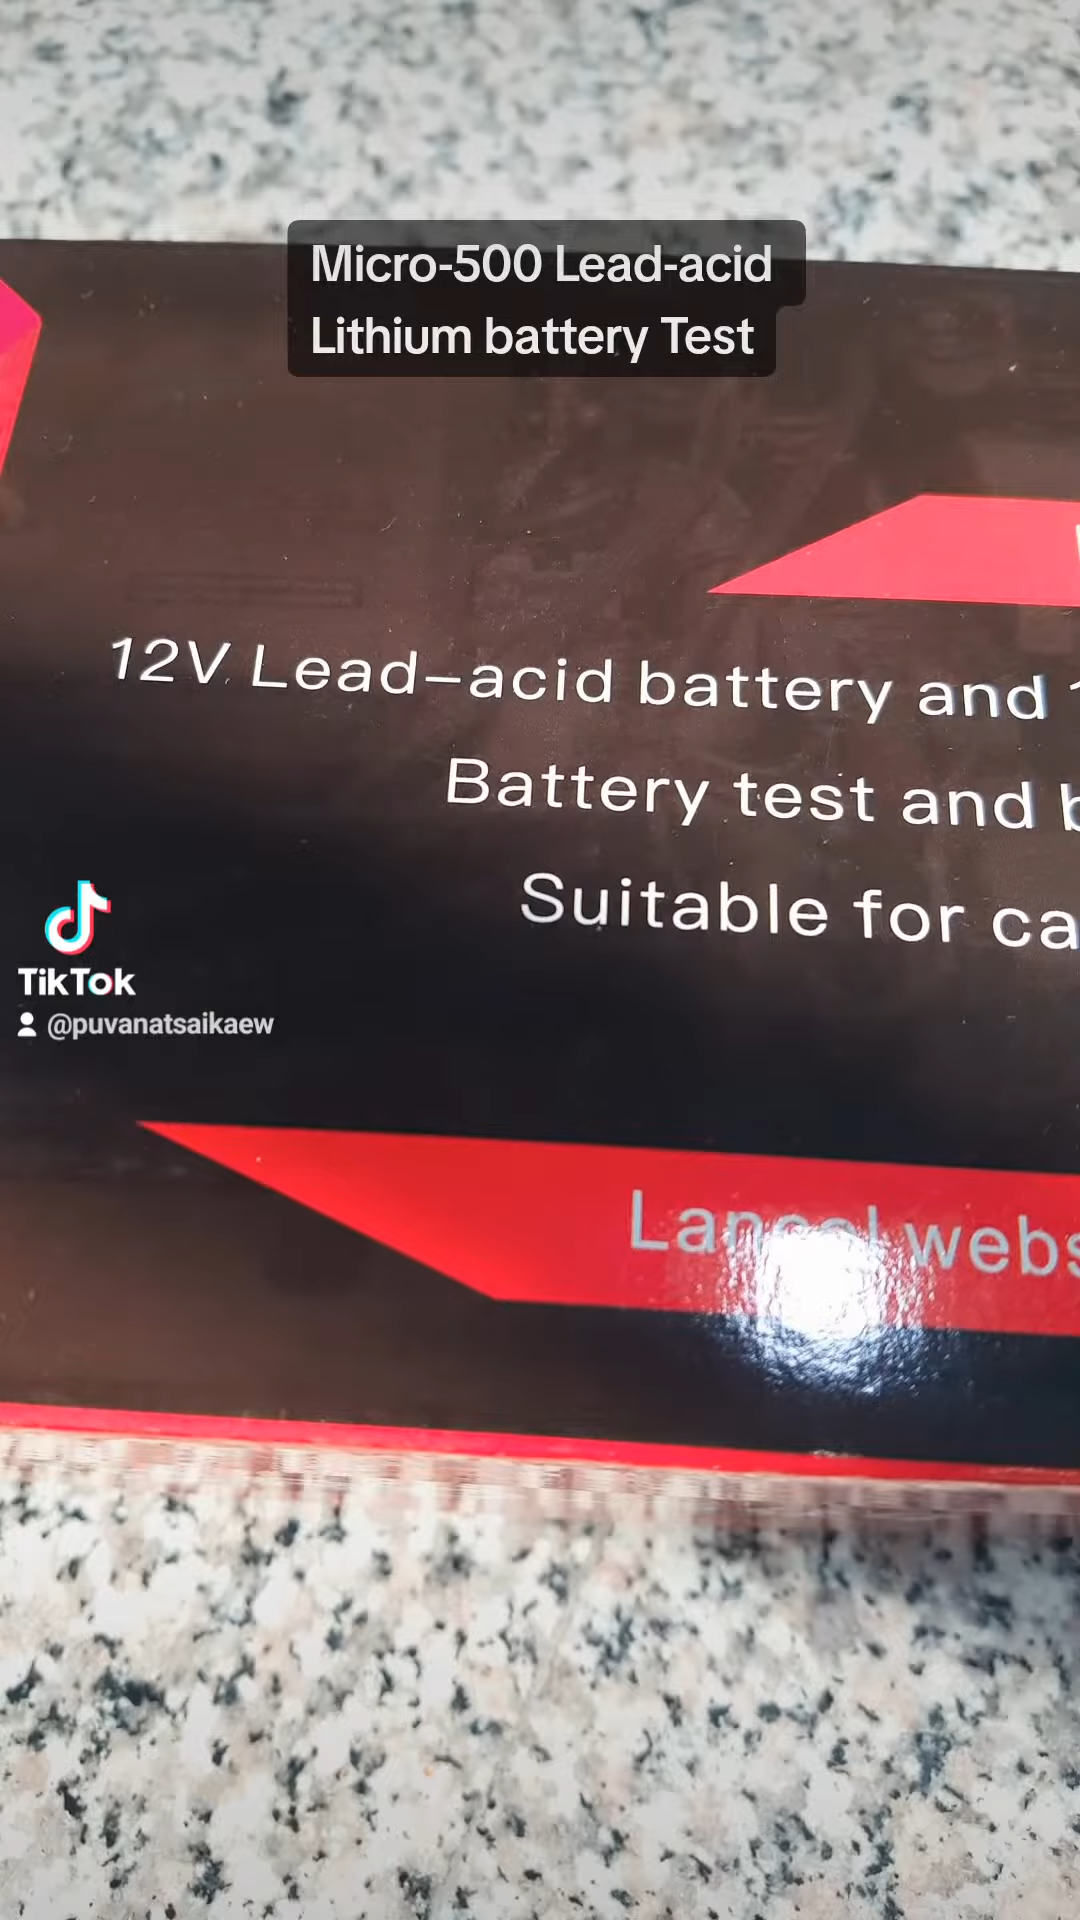 Micro-500 Lead-acid
Lithium battery Test
12V Lead-acid battery and
Battery test and
Suitable for
TikTok
@puvanatsaikaew
Lancol